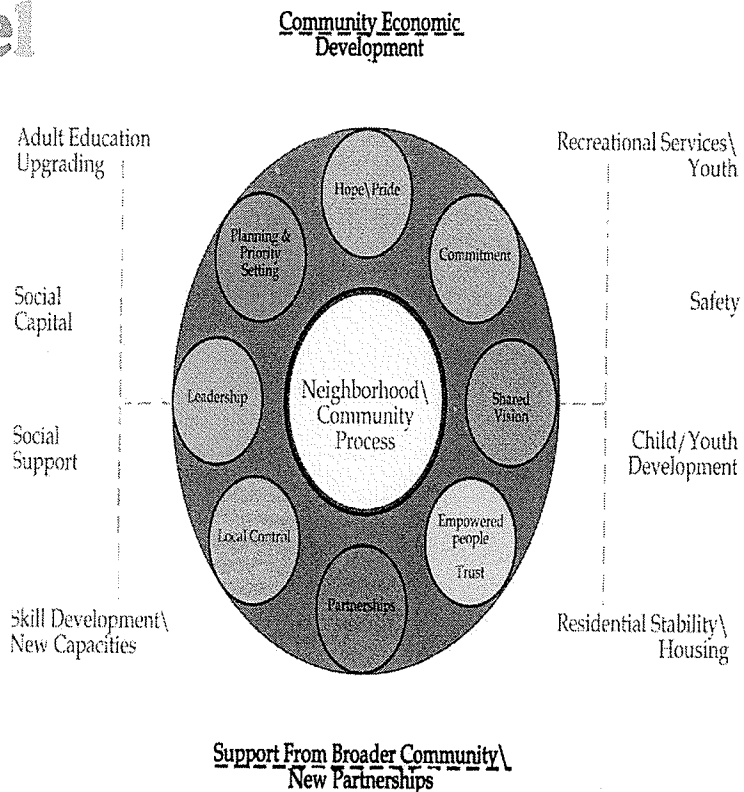 el
Community Economic
Development
Adult Education
Upgrading
Recreational Services\
Youth
Hope\Pride
Planning &
Priority
Setting
Commitment
Social
Capital
Safety
Leadership
Neighborhood\
Community
Process
Shared
Vision
Social
Support
Child/Youth
Development
Local Control
Empowered
people
Trust
Partnerships
Skill Development\
New Capacities
Residential Stability\
Housing
Support From Broader Community\
New Partnerships